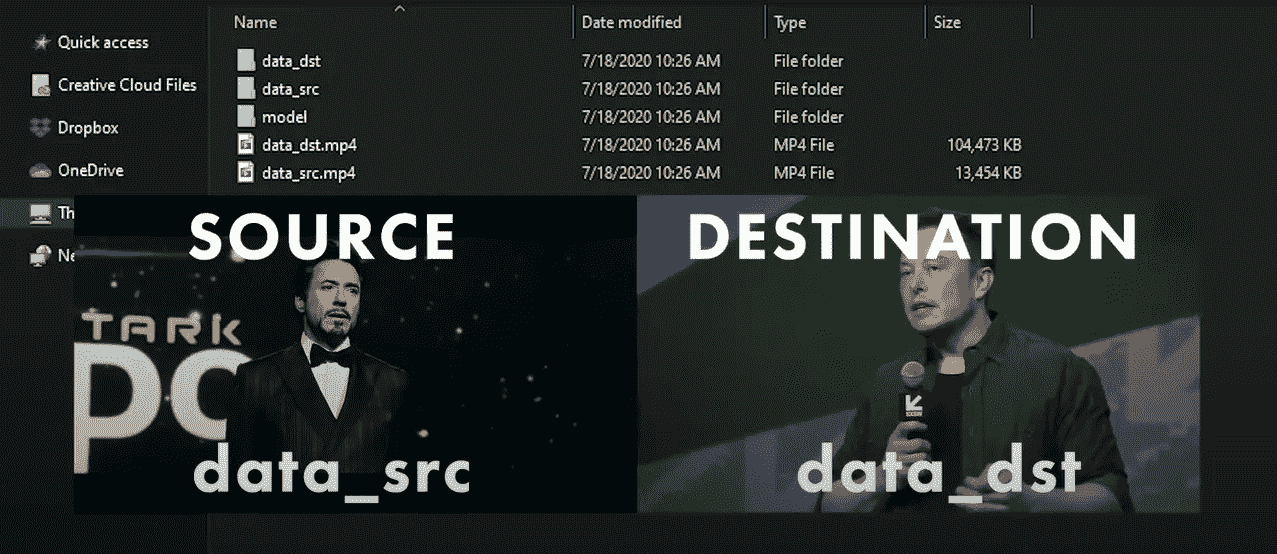 Name Date modified Type Size
Quick access
Creative Cloud Files
Dropbox
OneDrive
Th
Ne
data_dst 7/18/2020 10:26 AM File folder
data_src 7/18/2020 10:26 AM File folder
model 7/18/2020 10:26 AM File folder
data_dst.mp4 7/18/2020 10:26 AM MP4 File 104,473 KB
data_src.mp4 7/18/2020 10:26 AM MP4 File 13,454 KB
SOURCE
TARK
PO
data_src
DESTINATION
SXSW
data_dst